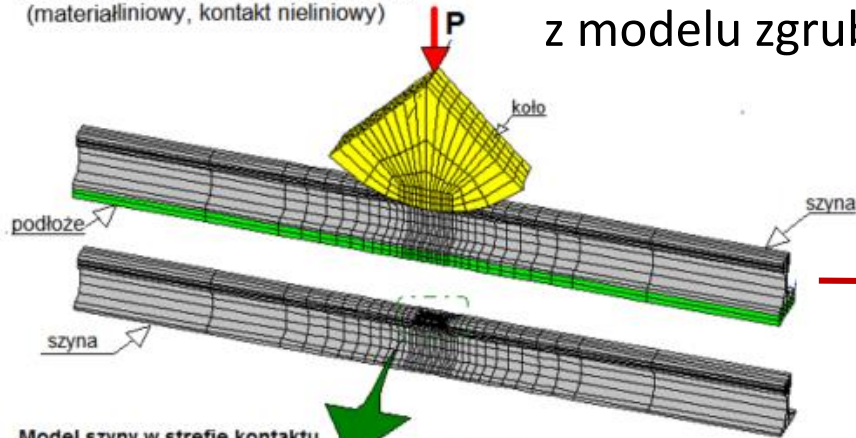 (materiałliniowy, kontakt nieliniowy)
P
z modelu zgrub
koło
szyna
podłoże
szyna
Model szyny w strefie kontaktu